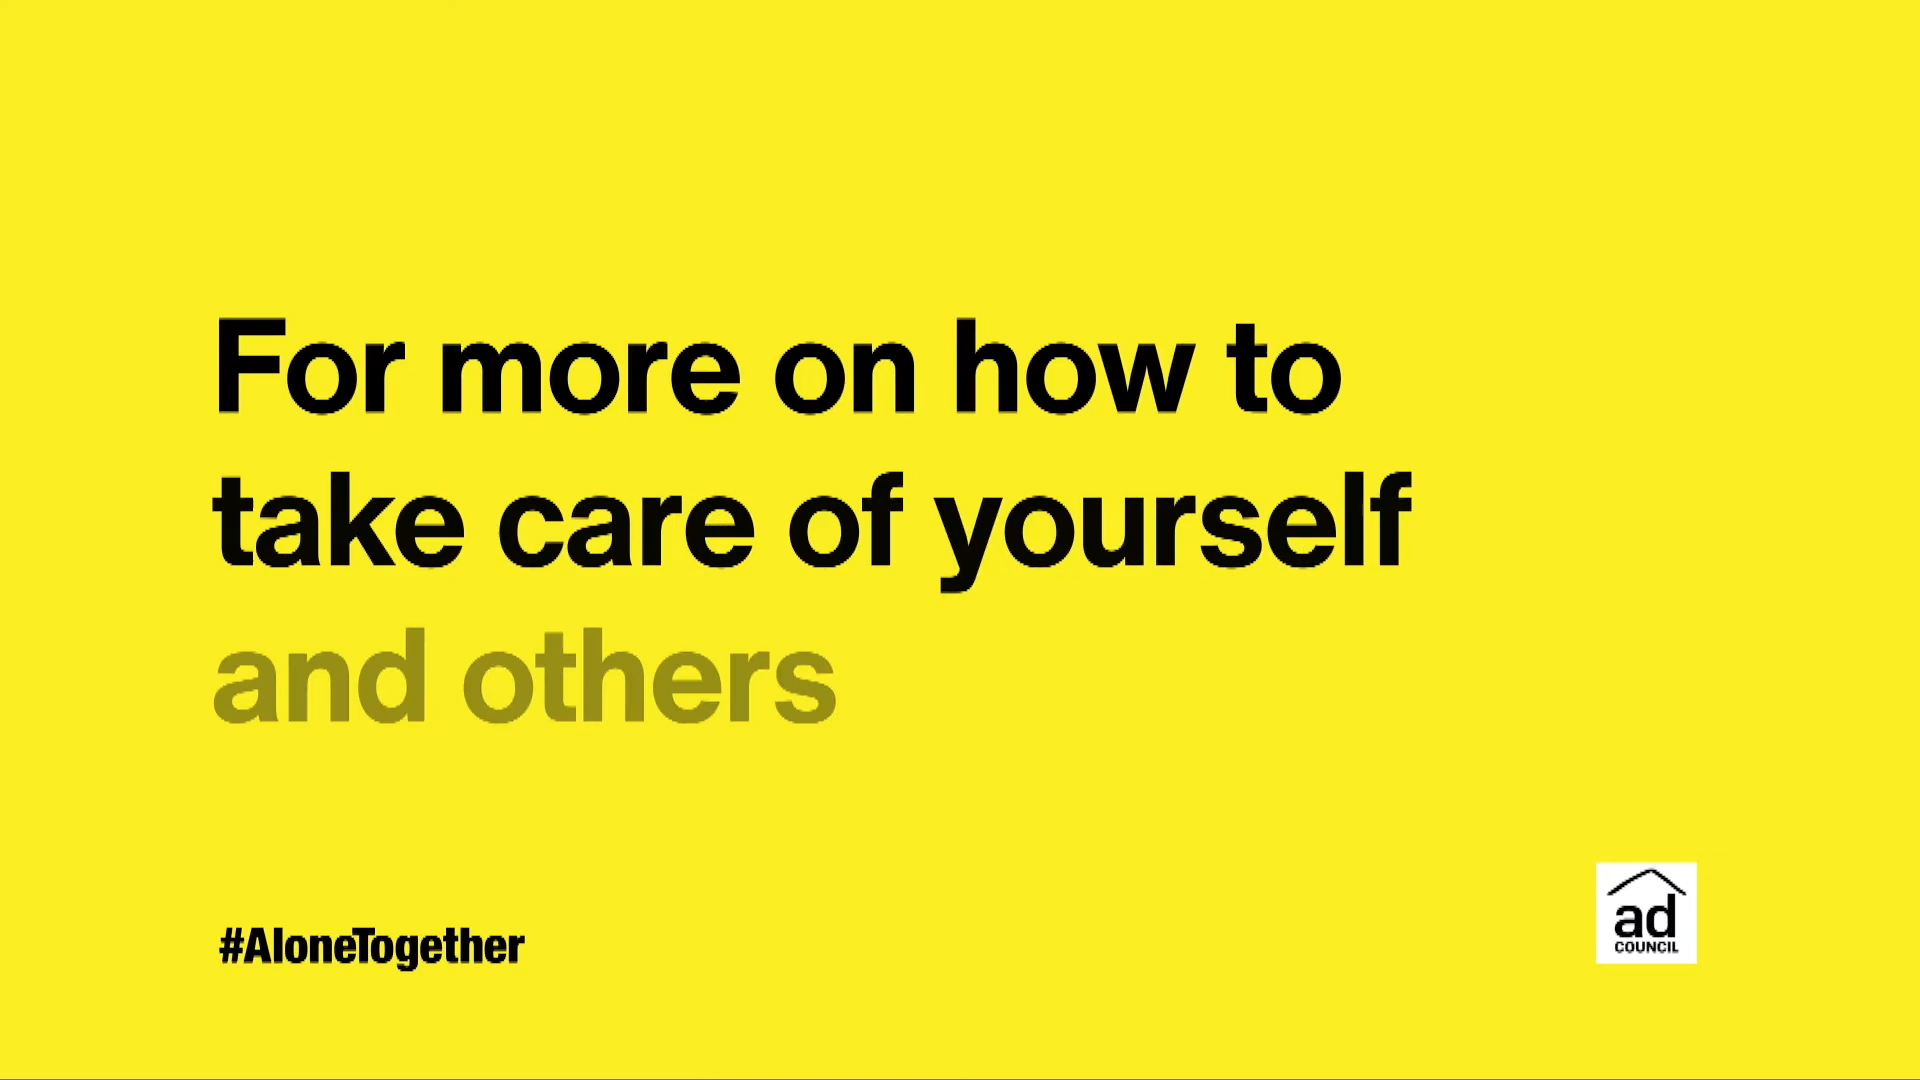 For more on how to
take care of yourself
and others
#AloneTogether
ad
COUNCIL